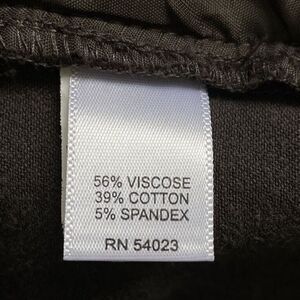 56% VISCOSE
39% COTTON
5% SPANDEX
RN 54023